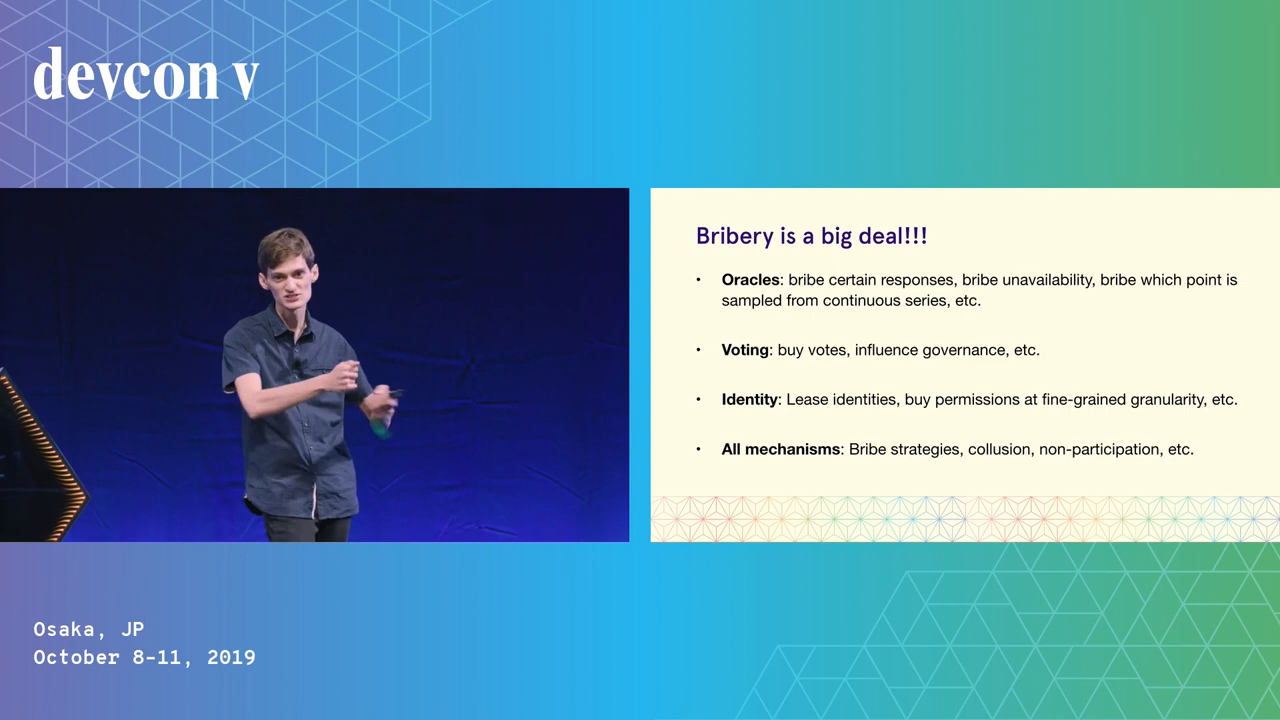 devcon v
Bribery is a big deal!!!
• Oracles: bribe certain responses, bribe unavailability, bribe which point is
sampled from continuous series, etc.
• Voting: buy votes, influence governance, etc.
• Identity: Lease identities, buy permissions at fine-grained granularity, etc.
• All mechanisms: Bribe strategies, collusion, non-participation, etc.
Osaka, JP
October 8-11, 2019